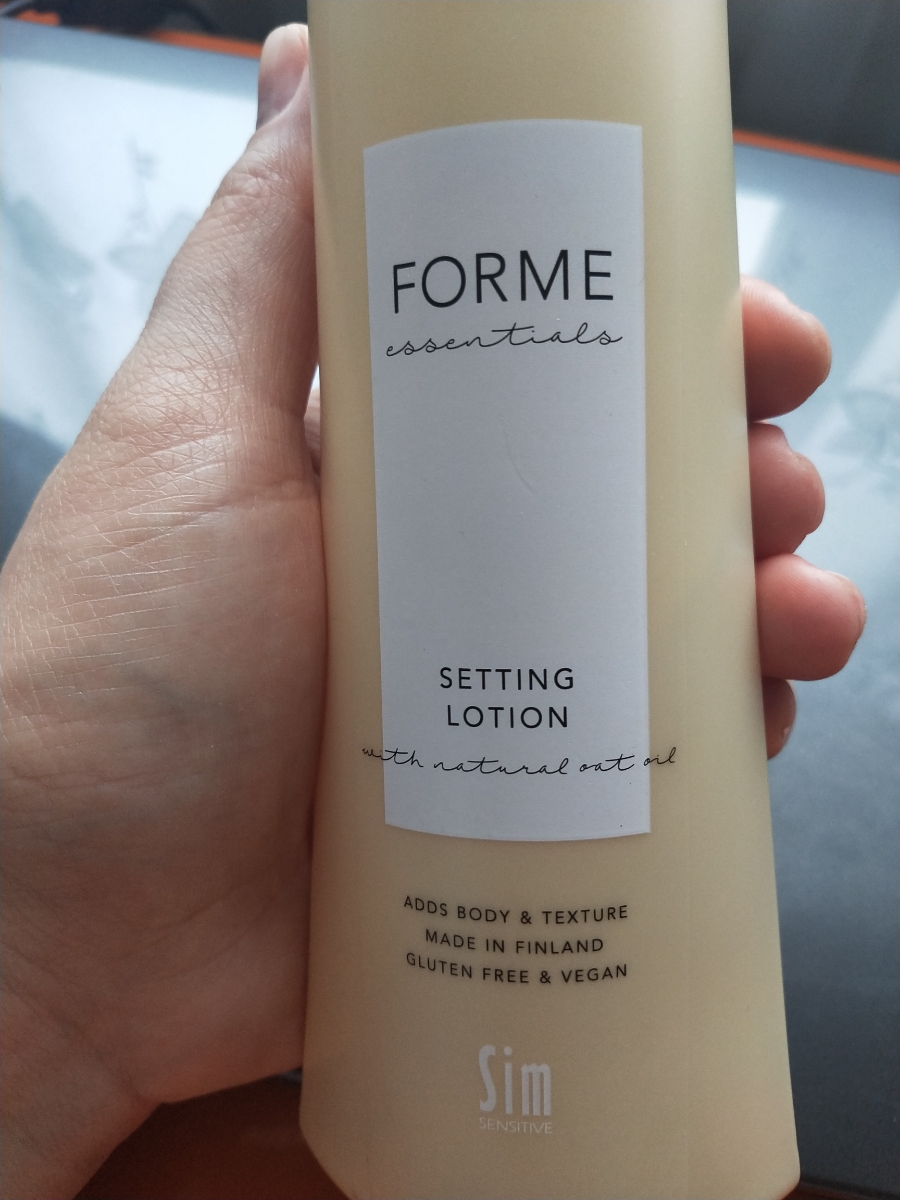 FORME
essentials
SETTING
LOTION
with natural oat oil
ADDS BODY & TEXTURE
MADE IN FINLAND
GLUTEN FREE & VEGAN
Sim
SENSITIVE